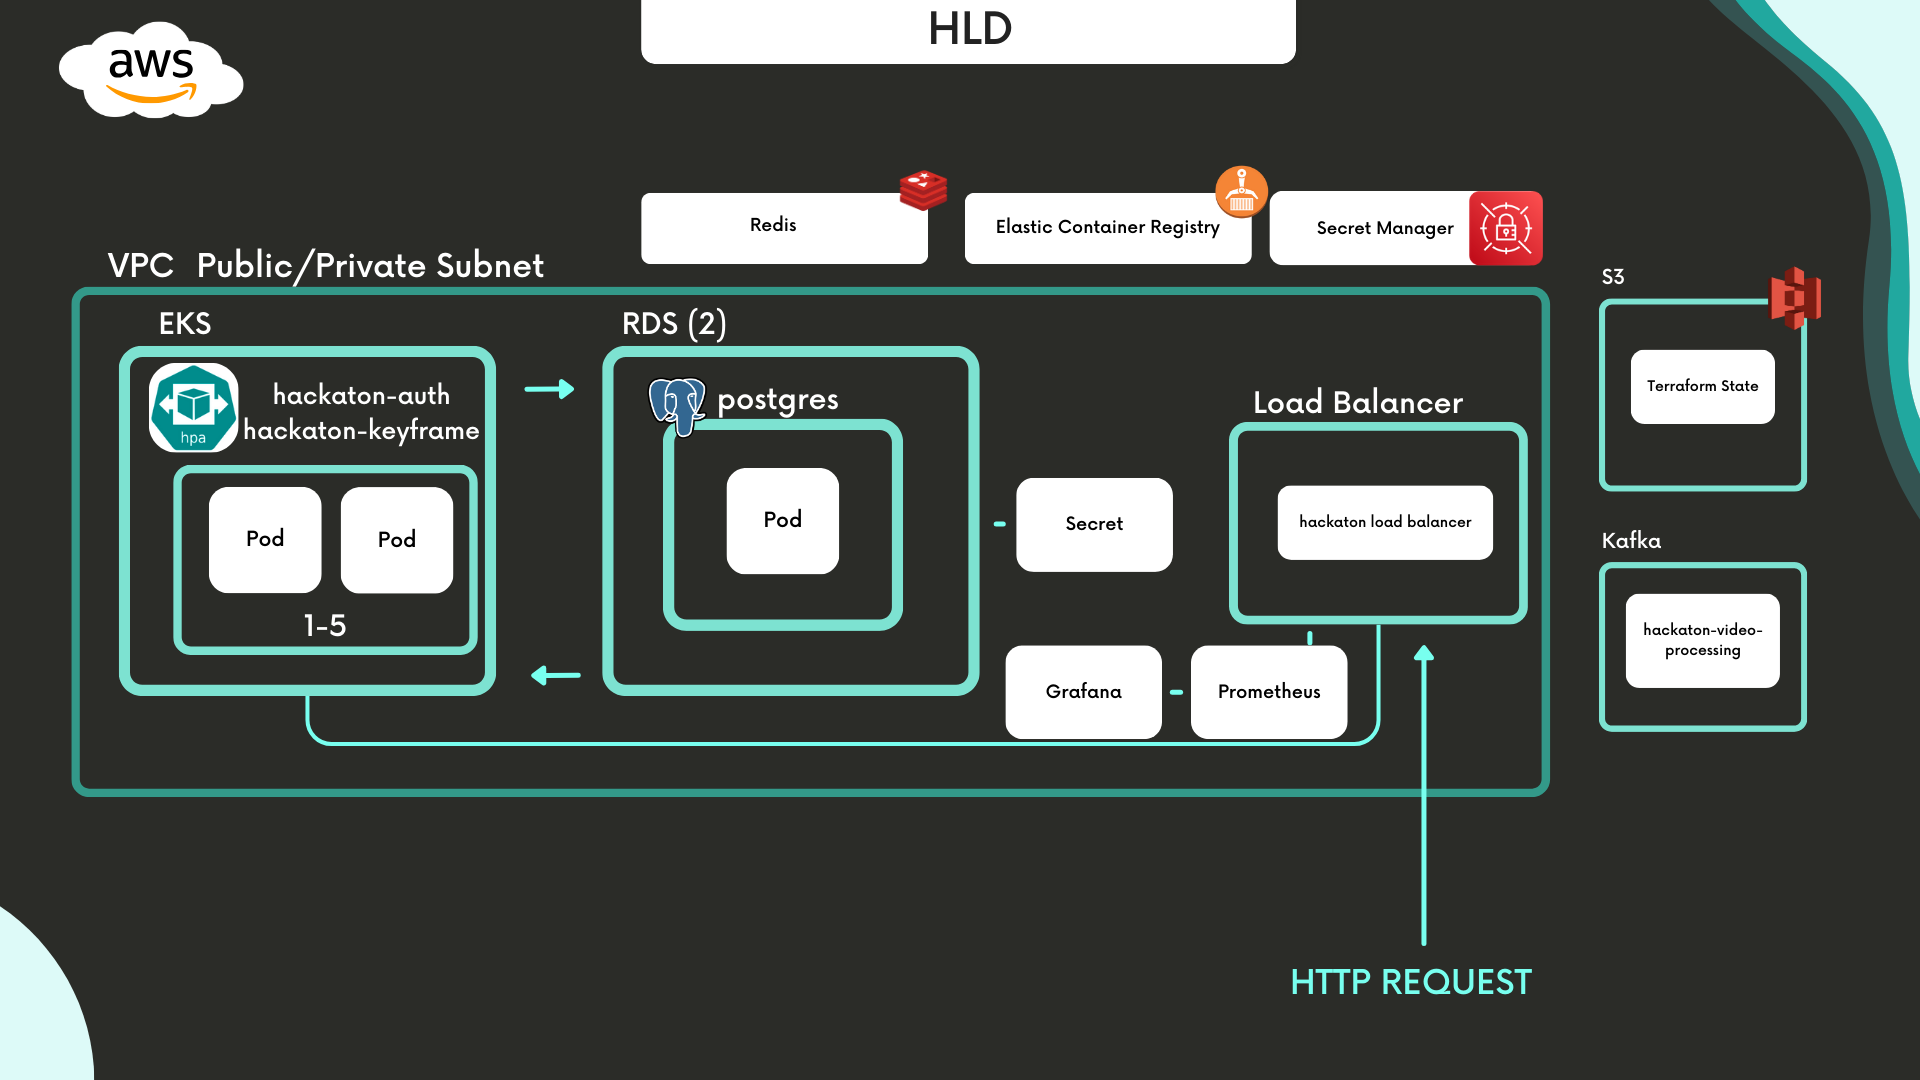 HLD
aws
Redis
Elastic Container Registry
Secret Manager
VPC Public/Private Subnet
S3
EKS
RDS (2)
Terraform State
hpa
hackaton-auth
hackaton-keyframe
postgres
Load Balancer
Pod
Pod
1-5
Pod
Secret
hackaton load balancer
Kafka
hackaton-video-
processing
Grafana
Prometheus
HTTP REQUEST